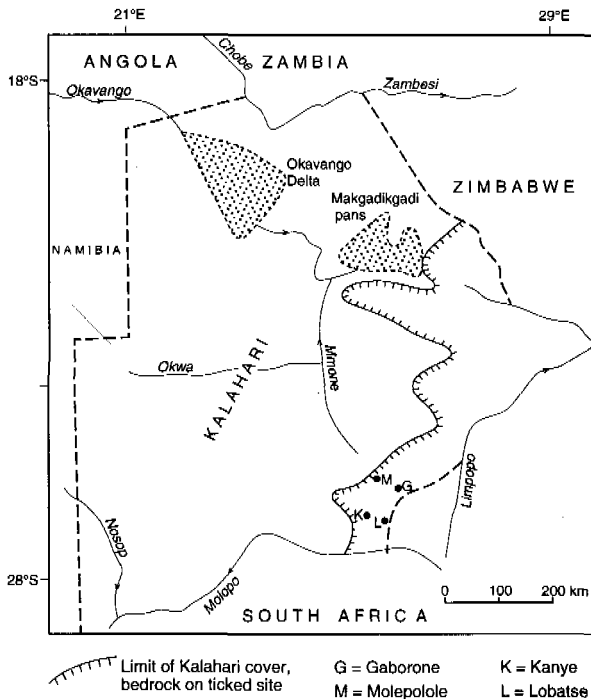 21°E
29°E
18°S
ANGOLA
ZAMBIA
Chobe
Okavango
Zambesi
Okavango
Delta
Makgadikgadi
pans
ZIMBABWE
NAMIBIA
Okwa
Mmone
KALAHARI
M
G
K
L
Limpopo
Nosop
Molopo
28°S
SOUTH AFRICA
0 100 200 km
Limit of Kalahari cover,
bedrock on ticked site
G = Gaborone
K = Kanye
M = Molepolole
L = Lobatse